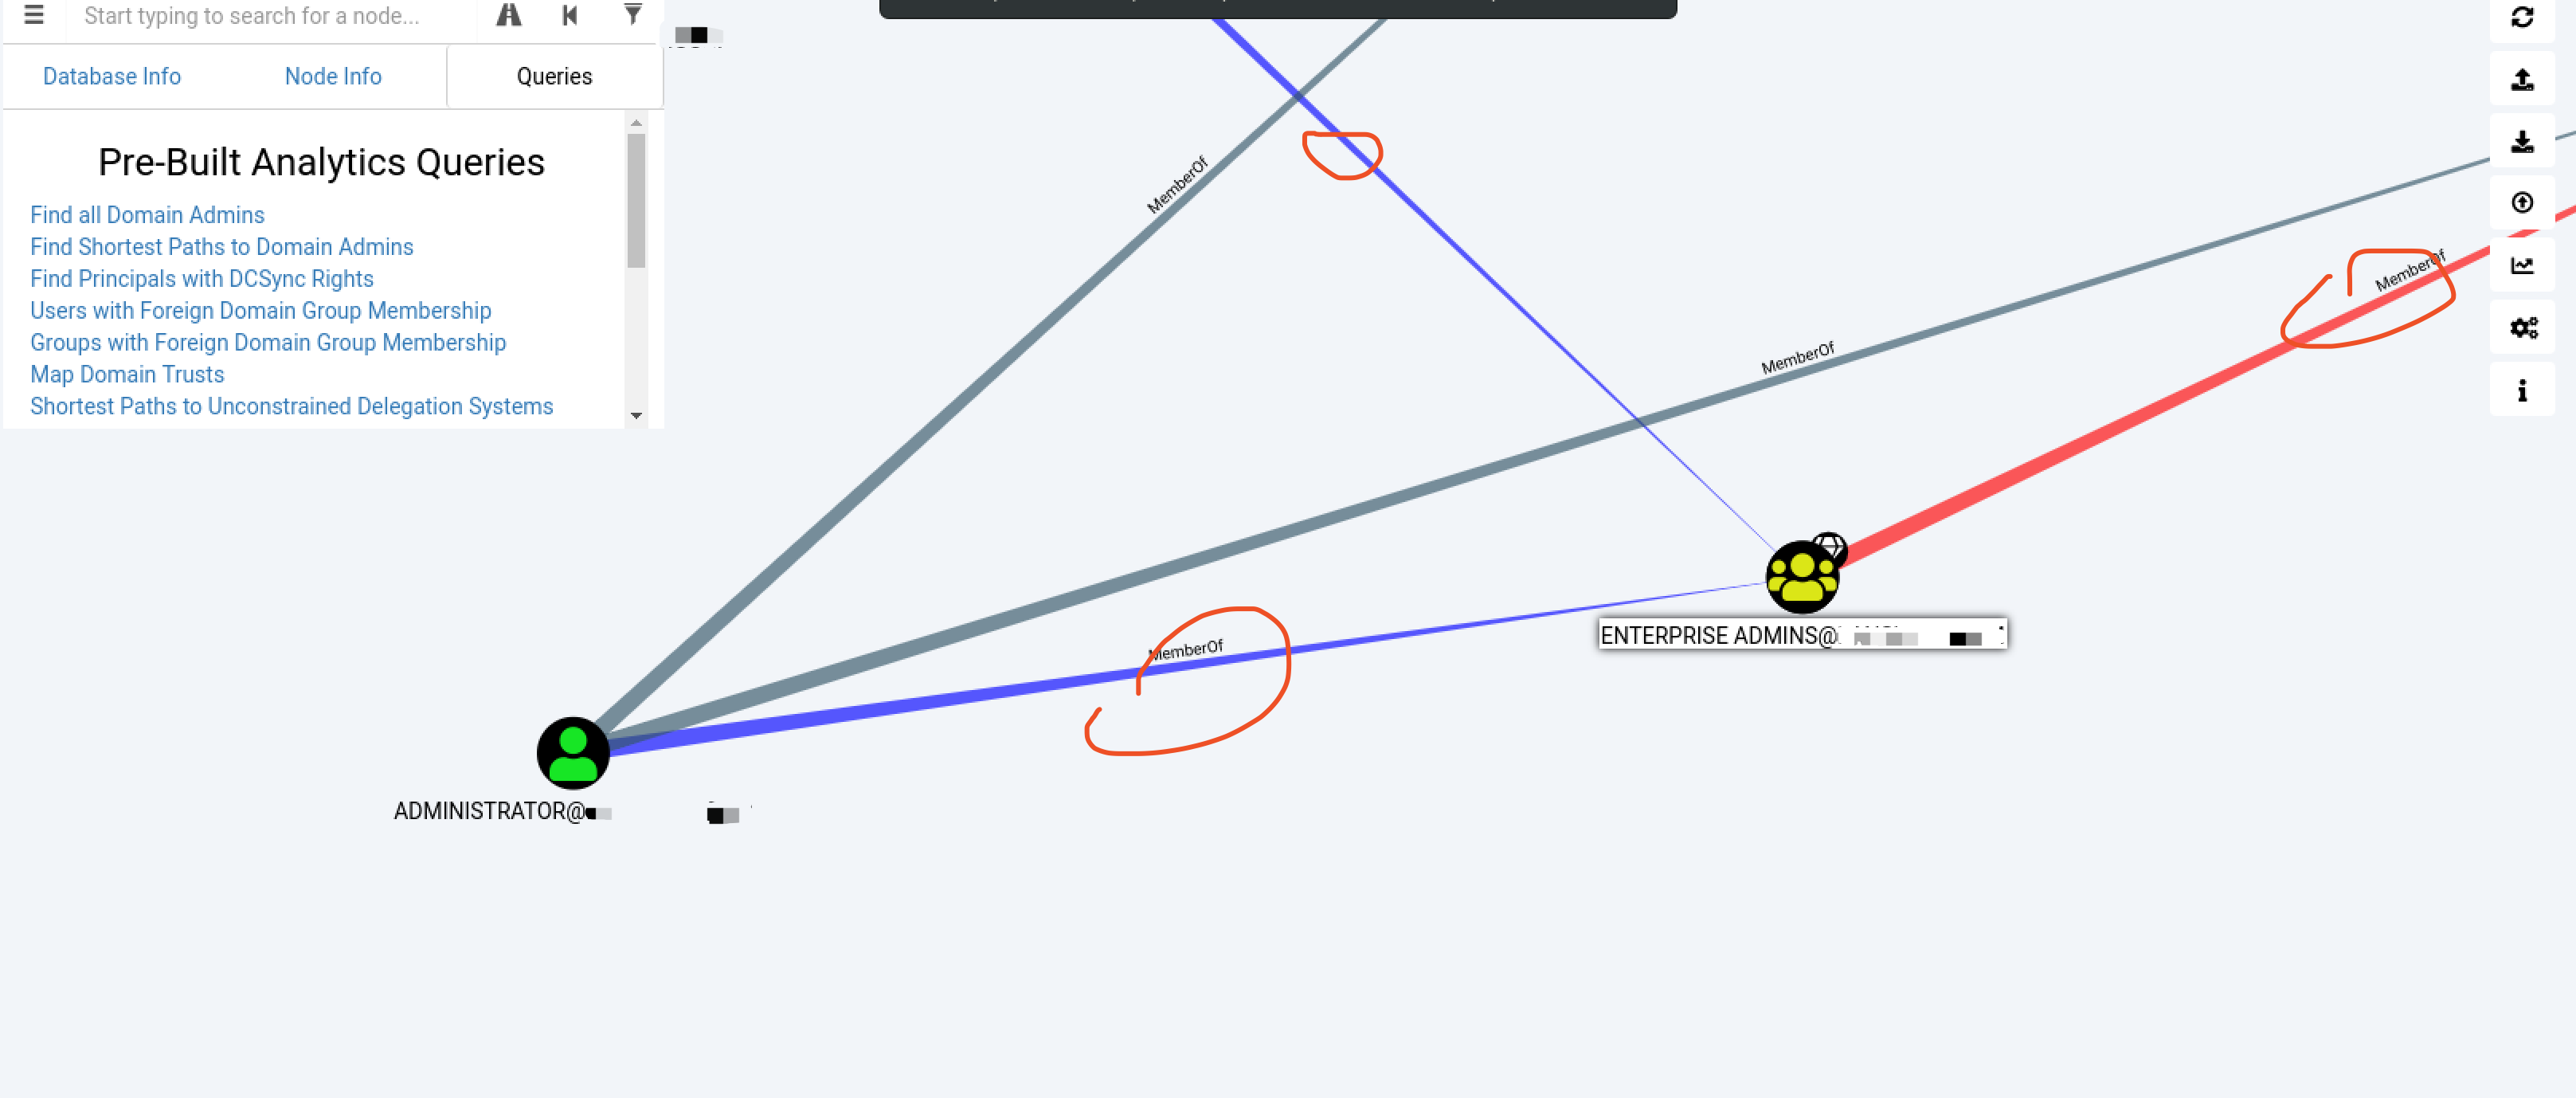 Start typing to search for a node...
Database Info
Node Info
Queries
Pre-Built Analytics Queries
Find all Domain Admins
Find Shortest Paths to Domain Admins
Find Principals with DCSync Rights
Users with Foreign Domain Group Membership
Groups with Foreign Domain Group Membership
Map Domain Trusts
Shortest Paths to Unconstrained Delegation Systems
MemberOf
MemberOf
MemberOf
MemberOf
ENTERPRISE ADMINS@
ADMINISTRATOR@